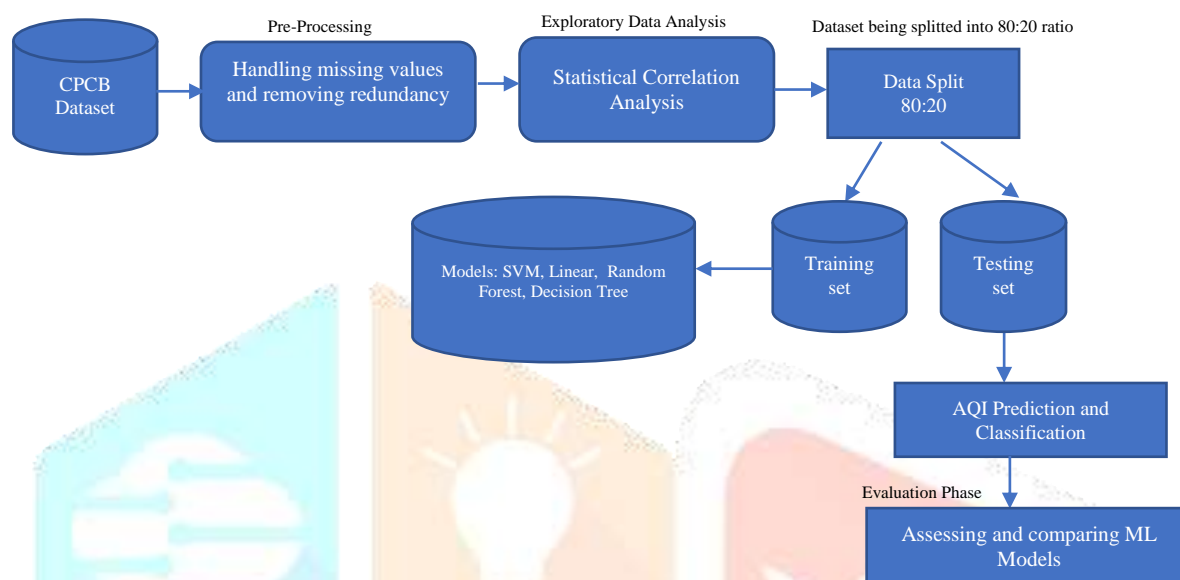 Pre-Processing
Exploratory Data Analysis
Dataset being splitted into 80:20 ratio
CPCB
Dataset
Handling missing values
and removing redundancy
Statistical Correlation
Analysis
Data Split
80:20
Models: SVM, Linear, Random
Forest, Decision Tree
Training
set
Testing
set
AQI Prediction and
Classification
Evaluation Phase
Assessing and comparing ML
Models